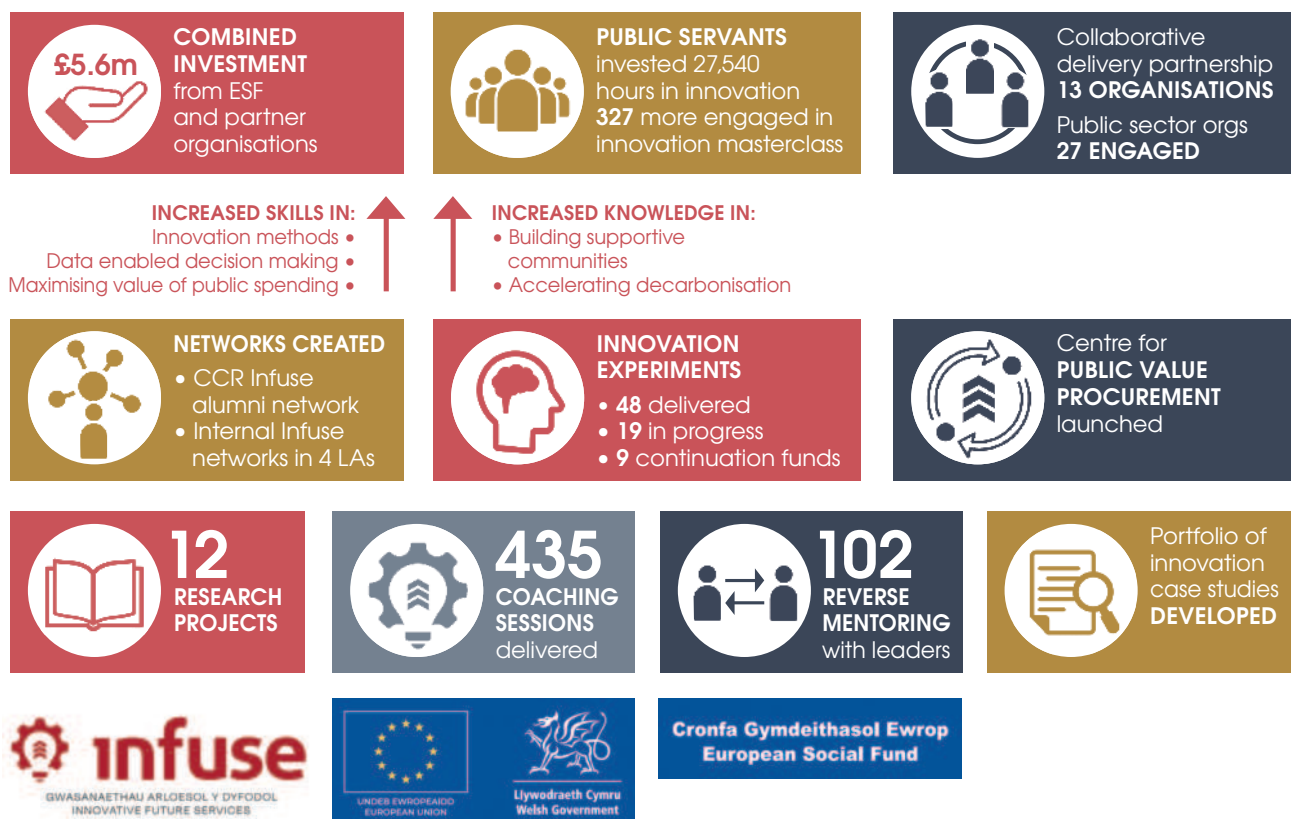 £5.6m
COMBINED
INVESTMENT
from ESF
and partner
organisations
PUBLIC SERVANTS
invested 27,540
hours in innovation
327 more engaged in
innovation masterclass
Collaborative
delivery partnership
13 ORGANISATIONS
Public sector orgs
27 ENGAGED
INCREASED SKILLS IN:
Innovation methods •
Data enabled decision making •
Maximising value of public spending •
INCREASED KNOWLEDGE IN:
• Building supportive
communities
• Accelerating decarbonisation
NETWORKS CREATED
• CCR Infuse
alumni network
• Internal Infuse
networks in 4 LAs
INNOVATION
EXPERIMENTS
• 48 delivered
• 19 in progress
• 9 continuation funds
Centre for
PUBLIC VALUE
PROCUREMENT
launched
12
RESEARCH
PROJECTS
435
COACHING
SESSIONS
delivered
102
REVERSE
MENTORING
with leaders
Portfolio of
innovation
case studies
DEVELOPED
infuse
GWASANAETHAU ARLOESOL Y DYFODOL
INNOVATIVE FUTURE SERVICES
UNDEB EWROPEAIDD
EUROPEAN UNION
Llywodraeth Cymru
Welsh Government
Cronfa Gymdeithasol Ewrop
European Social Fund